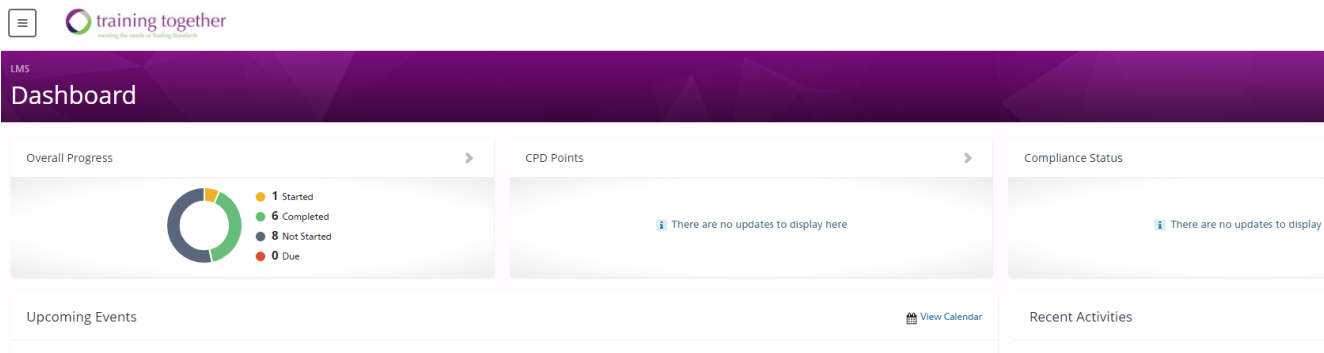 training together
meeting the needs of Trading Standards
LMS
Dashboard
Overall Progress
1 Started
6 Completed
8 Not Started
0 Due
CPD Points
There are no updates to display here
Compliance Status
There are no updates to display
Upcoming Events
View Calendar
Recent Activities